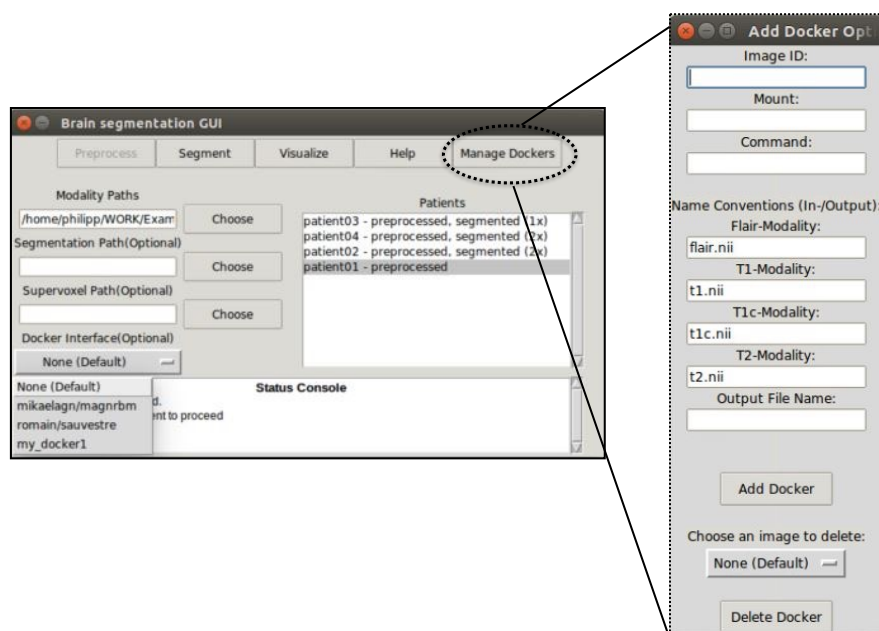 Brain segmentation GUI
Preprocess Segment Visualize Help Manage Dockers
Modality Paths
/home/philipp/WORK/Exam Choose
Segmentation Path(Optional)
Choose
Supervoxel Path(Optional)
Choose
Docker Interface(Optional)
None (Default)
None (Default)
mikaelagn/magnrbm
romain/sauvestre
my_docker1
Patients
patient03 - preprocessed, segmented (1x)
patient04 - preprocessed, segmented (2x)
patient02 - preprocessed, segmented (2x)
patient01 - preprocessed
Status Console
d.
nt to proceed
Add Docker Opt
Image ID:
Mount:
Command:
Name Conventions (In-/Output):
Flair-Modality:
flair.nii
T1-Modality:
t1.nii
T1c-Modality:
t1c.nii
T2-Modality:
t2.nii
Output File Name:
Add Docker
Choose an image to delete:
None (Default)
Delete Docker